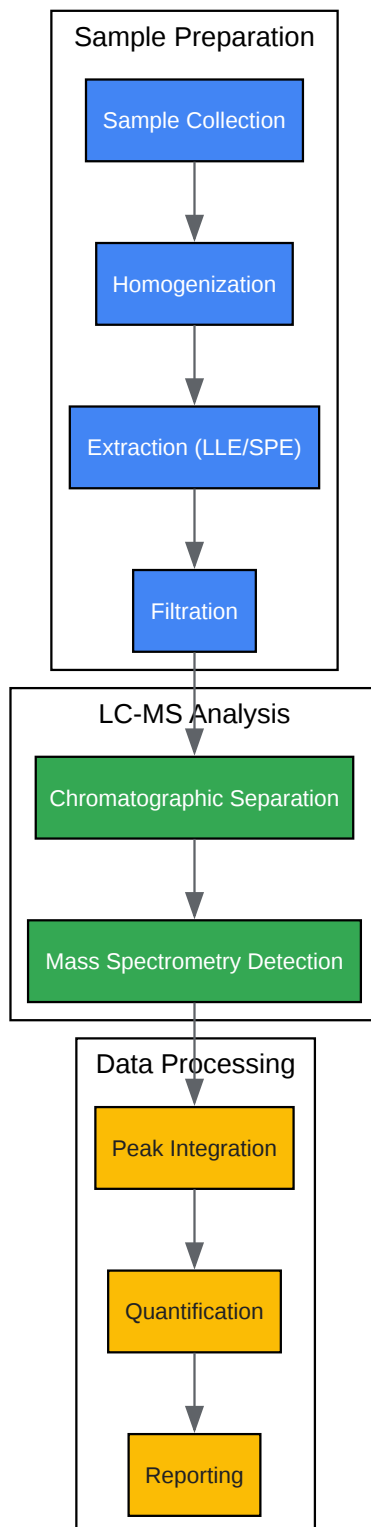 Sample Preparation
Sample Collection
Homogenization
Extraction (LLE/SPE)
Filtration
LC-MS Analysis
Chromatographic Separation
Mass Spectrometry Detection
Data Processing
Peak Integration
Quantification
Reporting